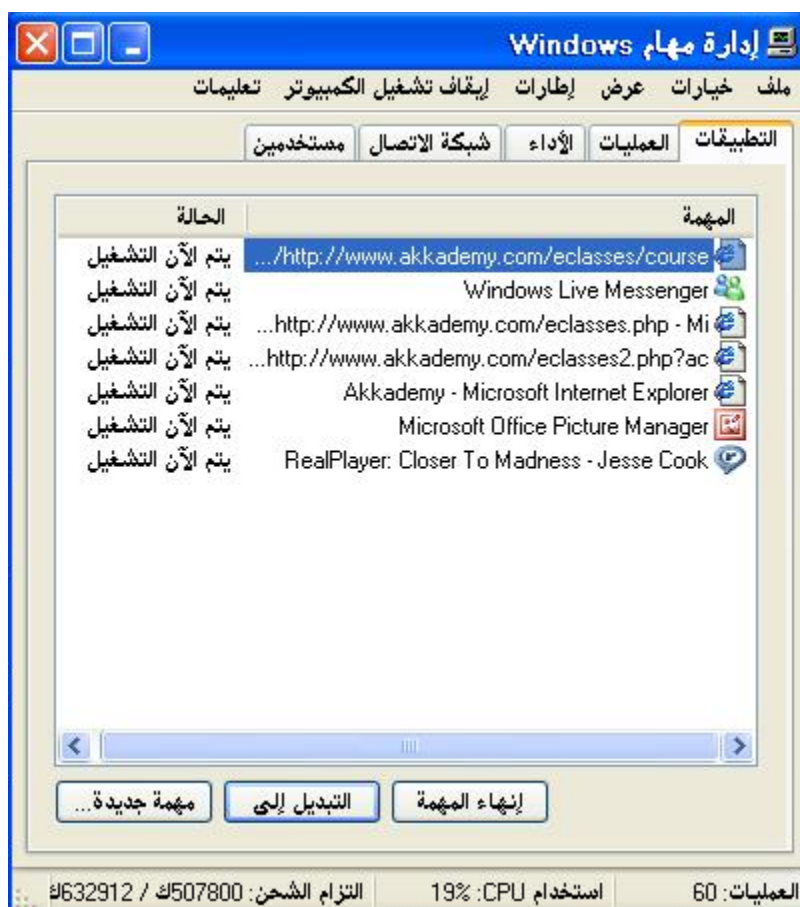 إدارة مهام Windows
ملف خيارات عرض إطارات إيقاف تشغيل الكمبيوتر تعليمات
التطبيقات العمليات الأداء شبكة الاتصال مستخدمين
المهمة الحالة
.../http://www.akkademy.com/eclasses/course يتم الآن التشغيل
Windows Live Messenger يتم الآن التشغيل
...http://www.akkademy.com/eclasses.php - Mi يتم الآن التشغيل
...http://www.akkademy.com/eclasses2.php?ac يتم الآن التشغيل
Akkademy - Microsoft Internet Explorer يتم الآن التشغيل
Microsoft Office Picture Manager يتم الآن التشغيل
RealPlayer: Closer To Madness - Jesse Cook يتم الآن التشغيل
إنهاء المهمة التبديل إلى مهمة جديدة...
العمليات: 60 استخدام CPU: 19% التزام الشحن: 507800ك / 632912ك